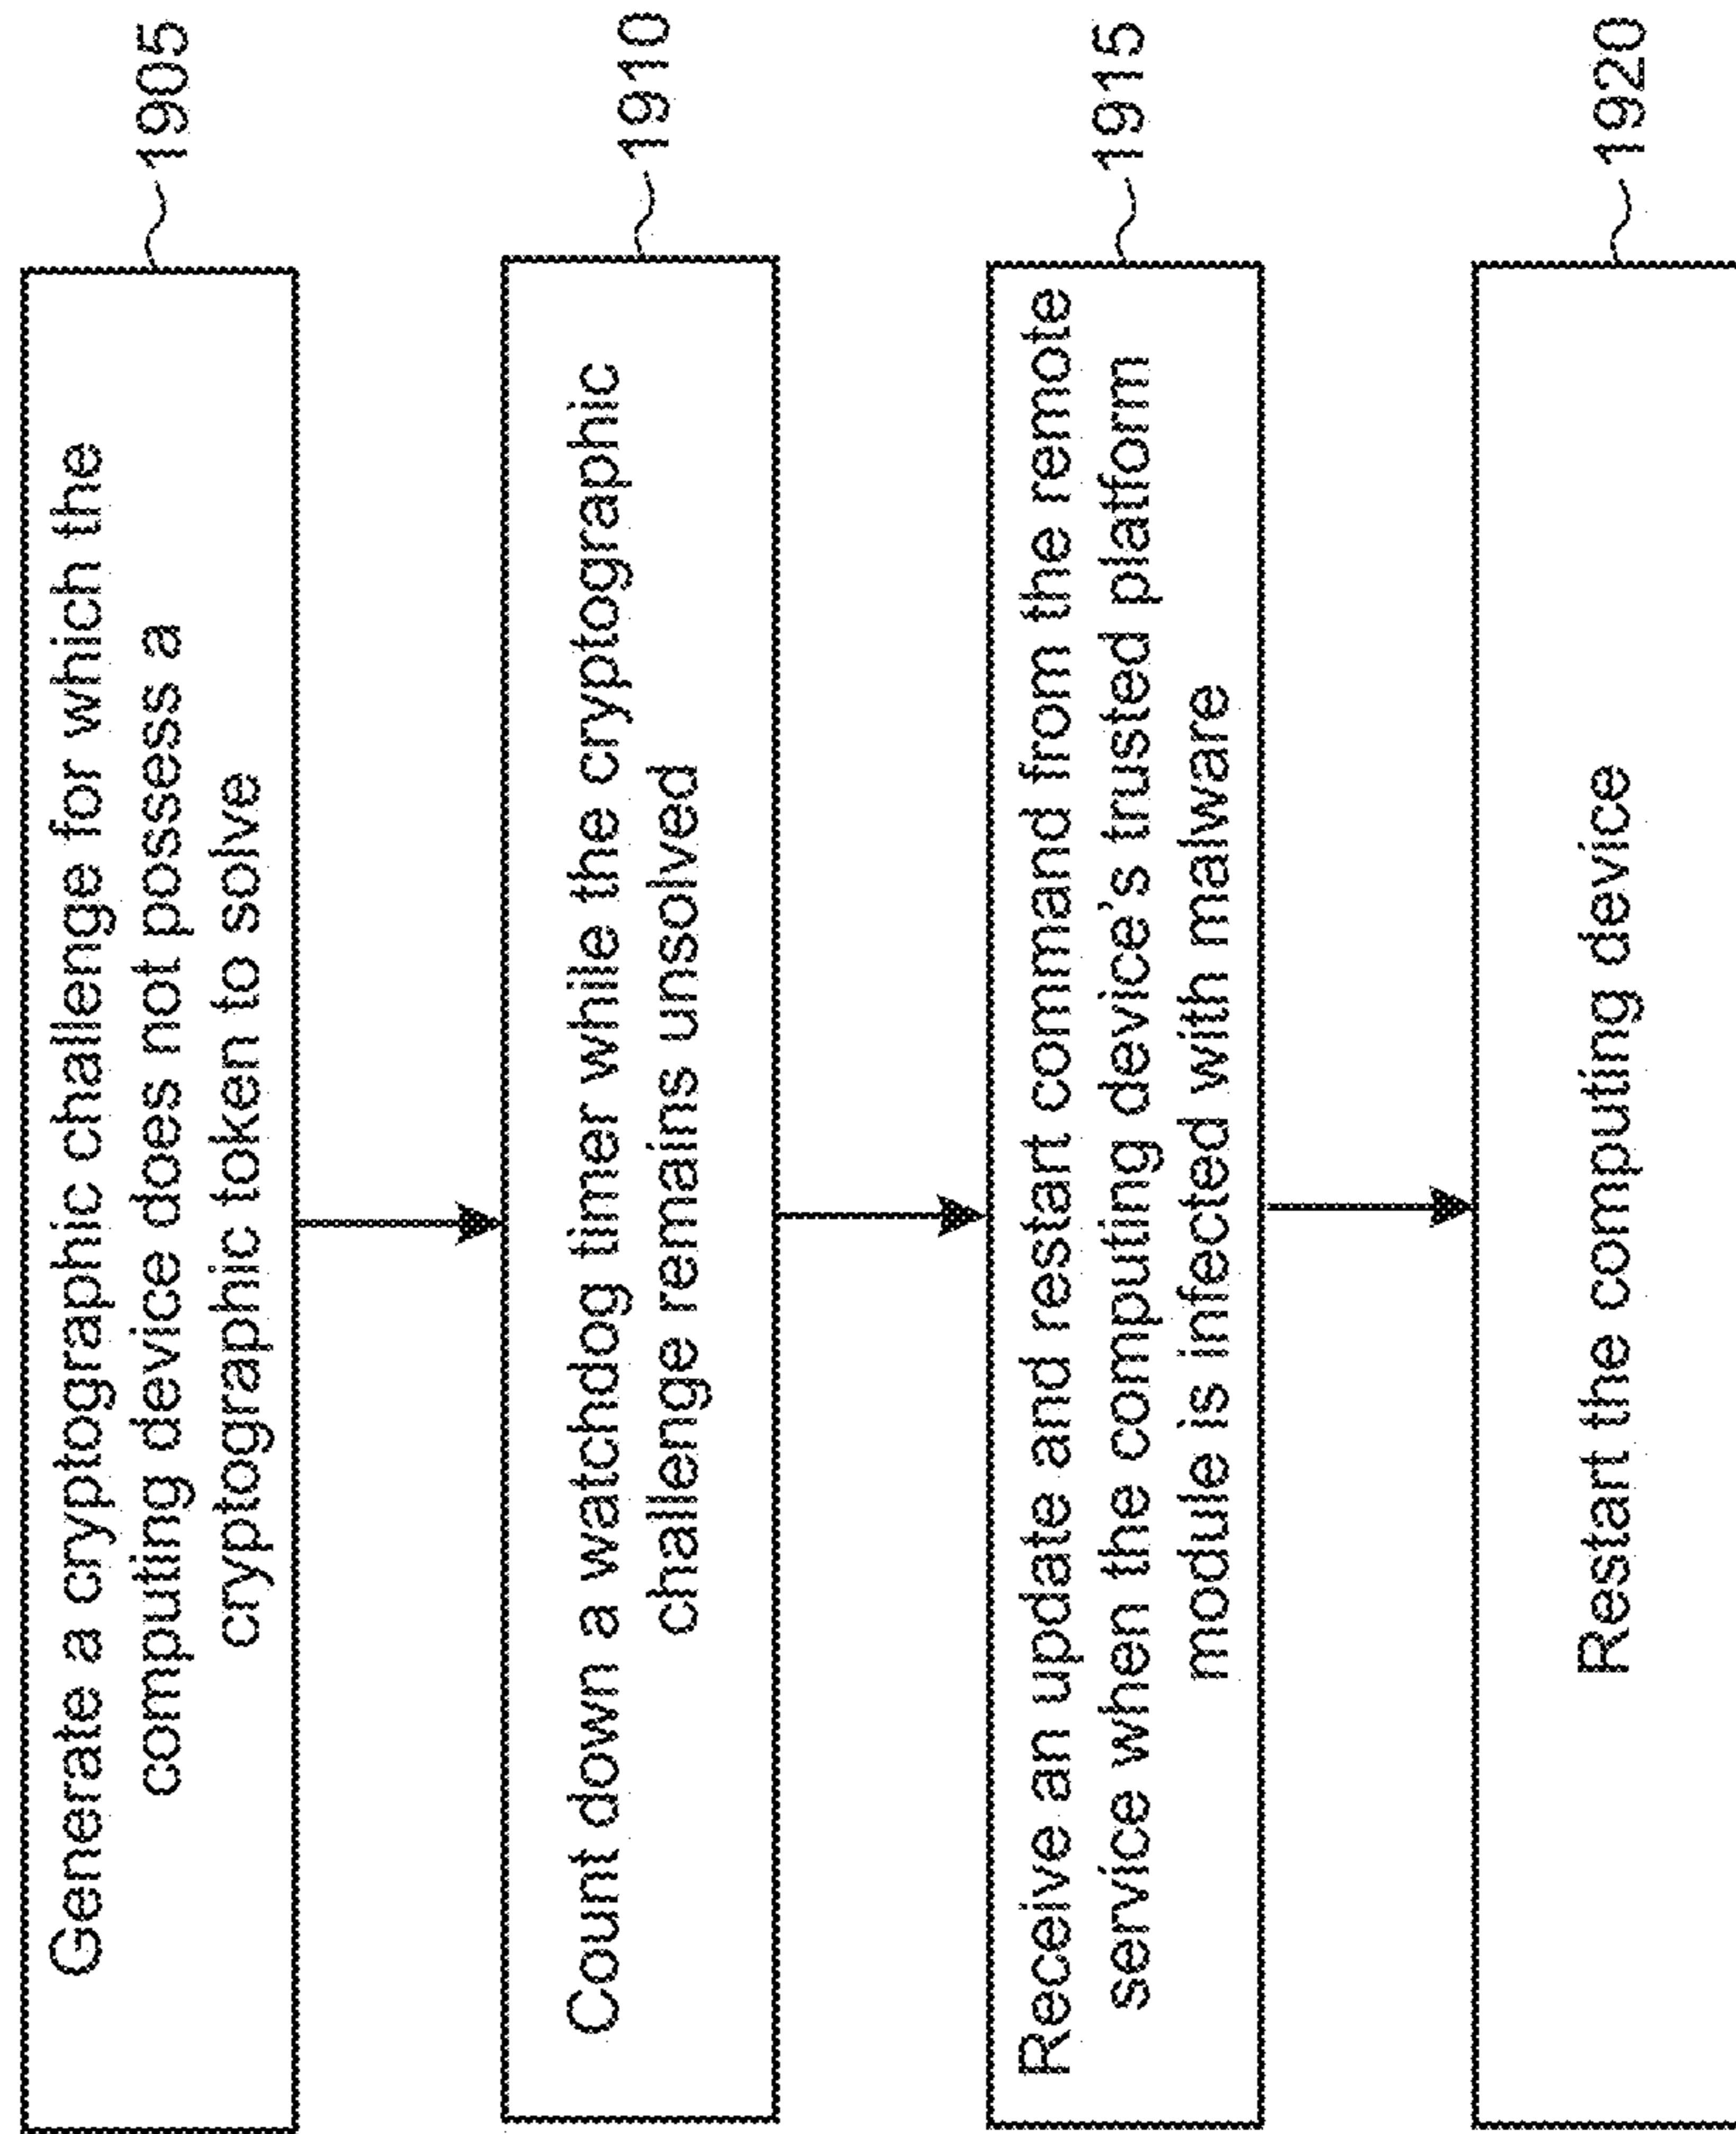 Generate a cryptographic challenge for which the
computing device does not possess a
cryptographic token to solve
1905
Count down a watchdog timer while the cryptographic
challenge remains unsolved
1910
Receive an update and restart command from the remote
service when the computing device's trusted platform
module is infected with malware
1915
Restart the computing device
1920